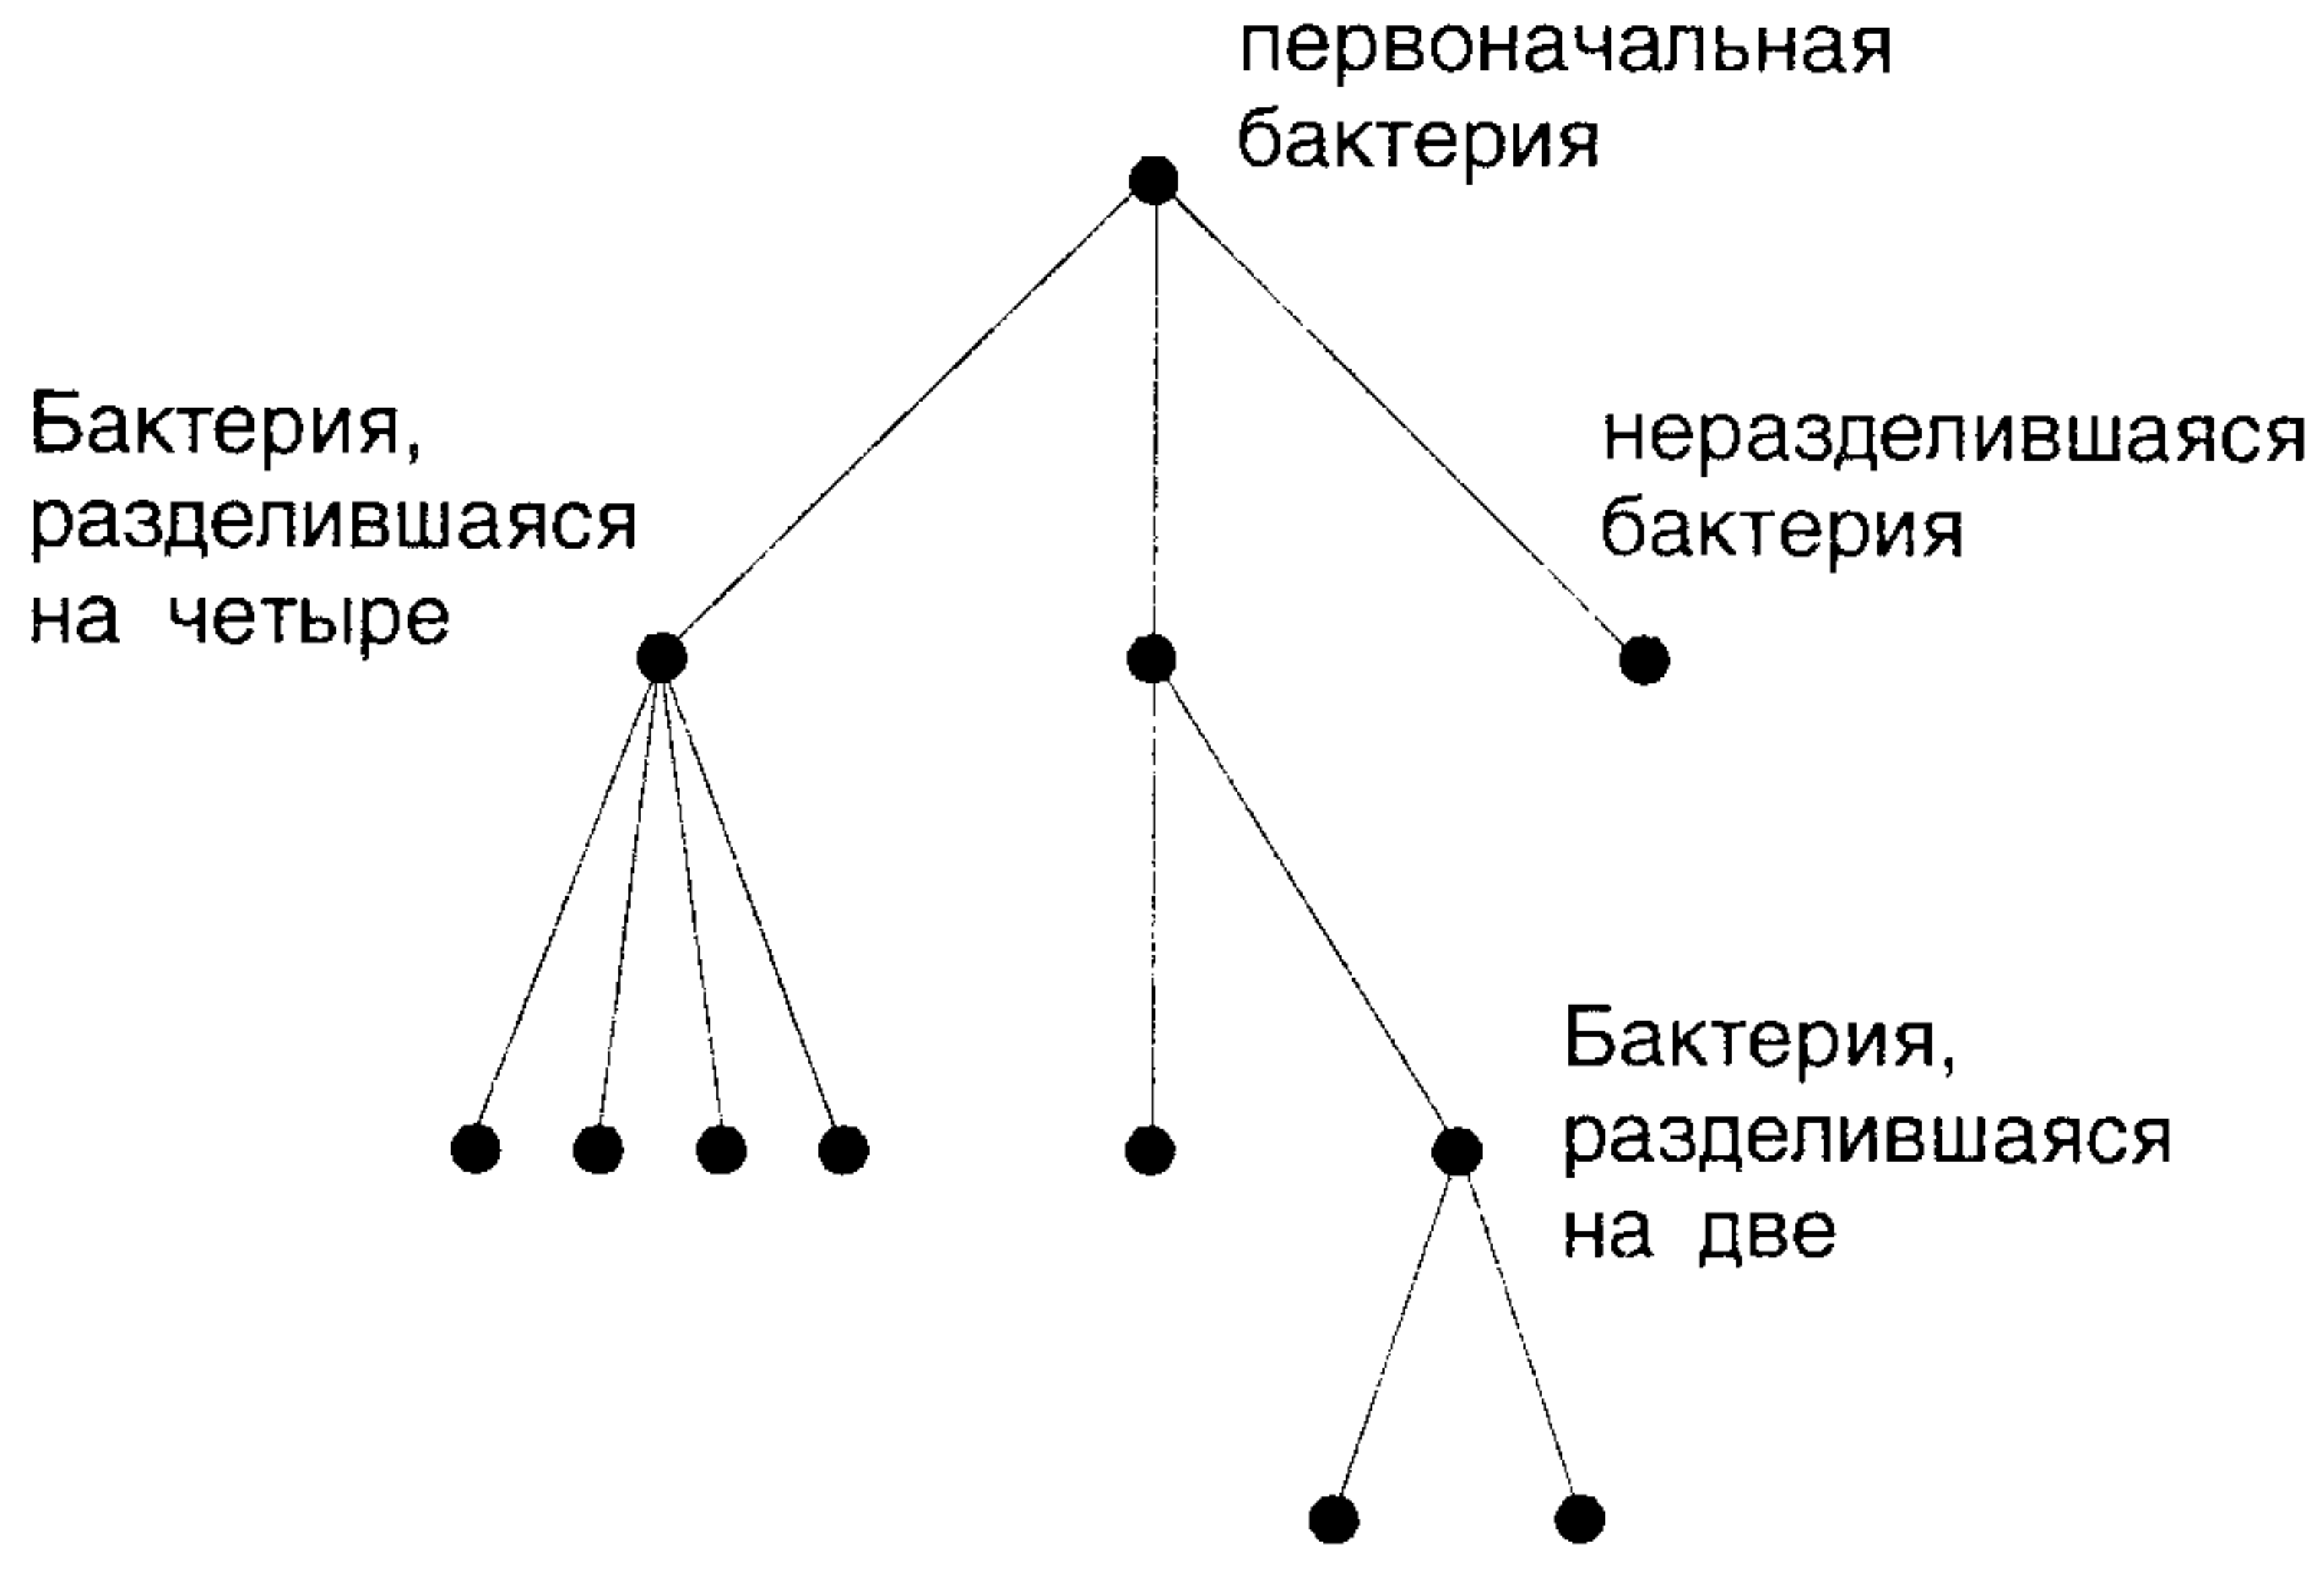 первоначальная
бактерия
Бактерия,
разделившаяся
на четыре
неразделившаяся
бактерия
Бактерия,
разделившаяся
на две